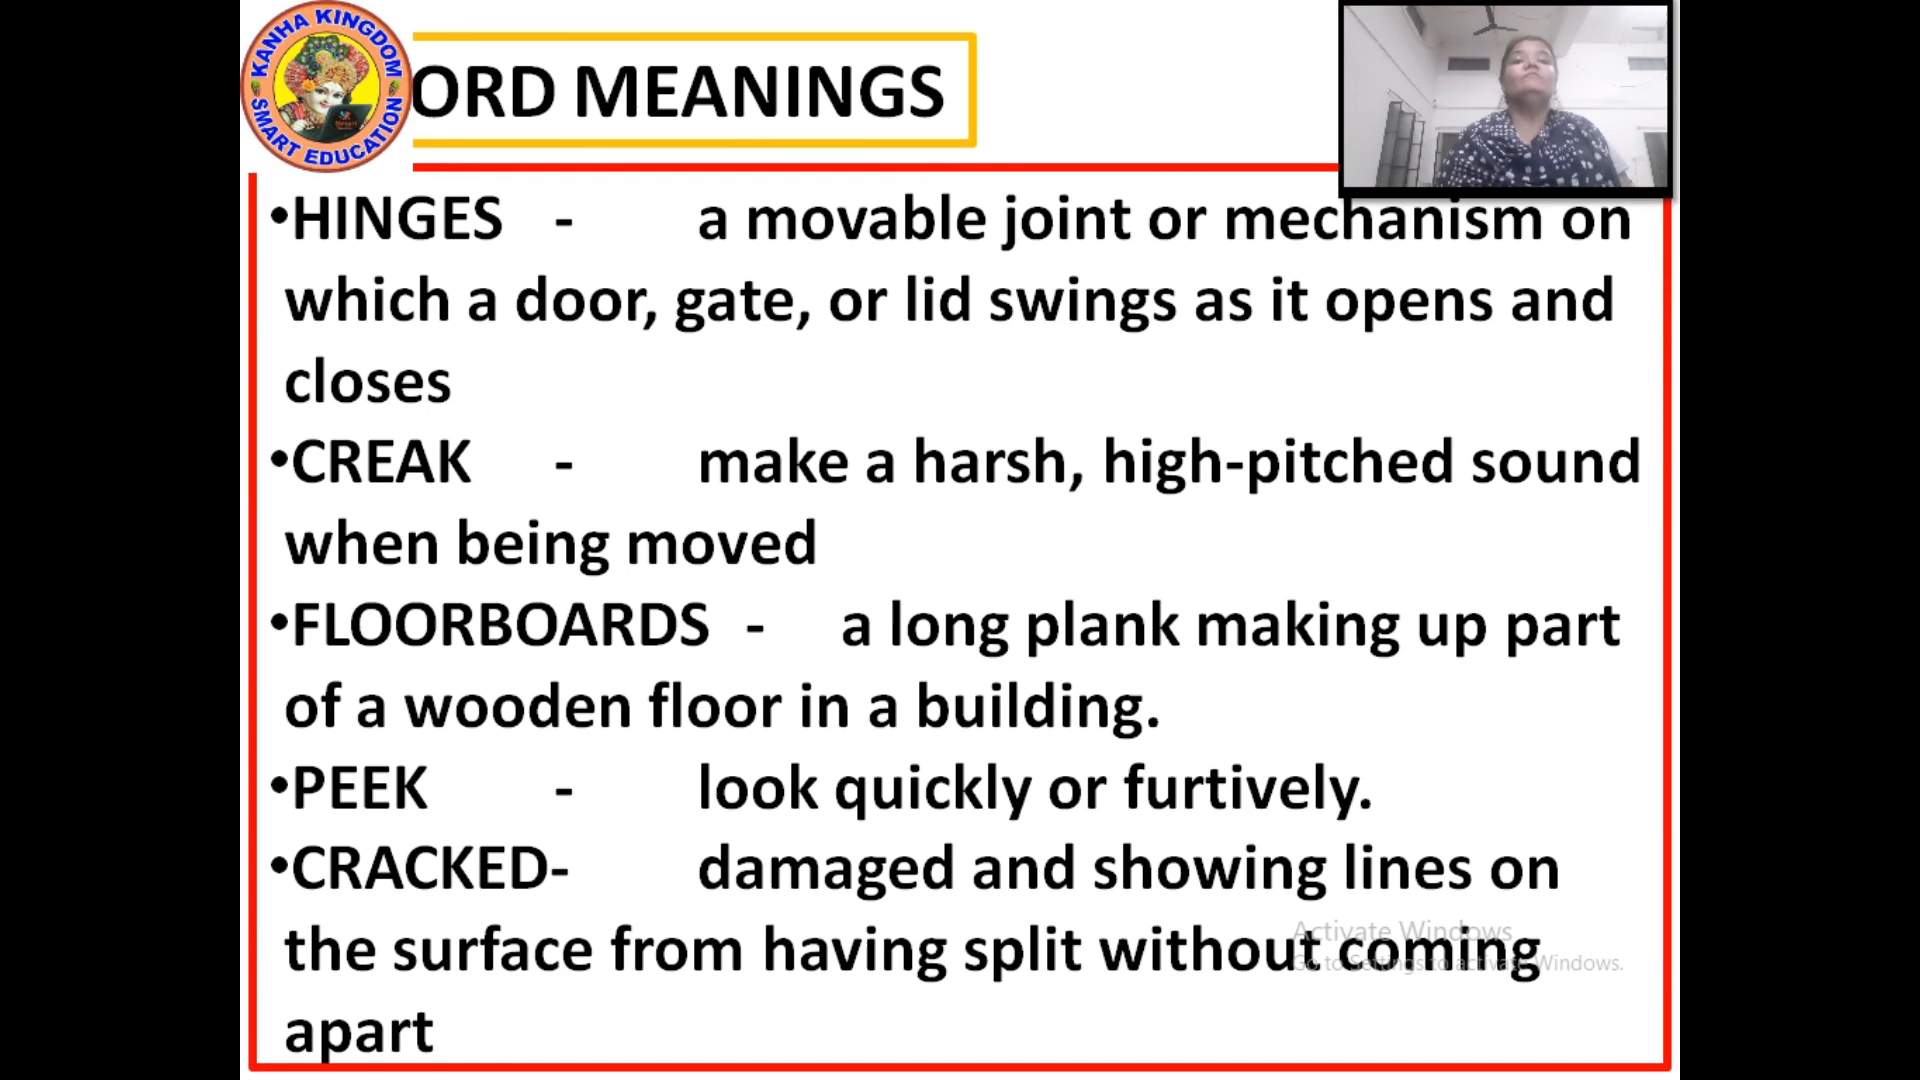 KANHA KINGDOM
SMART EDUCATION
ORD MEANINGS
•HINGES - a movable joint or mechanism on
which a door, gate, or lid swings as it opens and
closes
•CREAK - make a harsh, high-pitched sound
when being moved
•FLOORBOARDS - a long plank making up part
of a wooden floor in a building.
•PEEK - look quickly or furtively.
•CRACKED- damaged and showing lines on
the surface from having split without coming
apart
Activate Windows
Go to Settings to activate Windows.